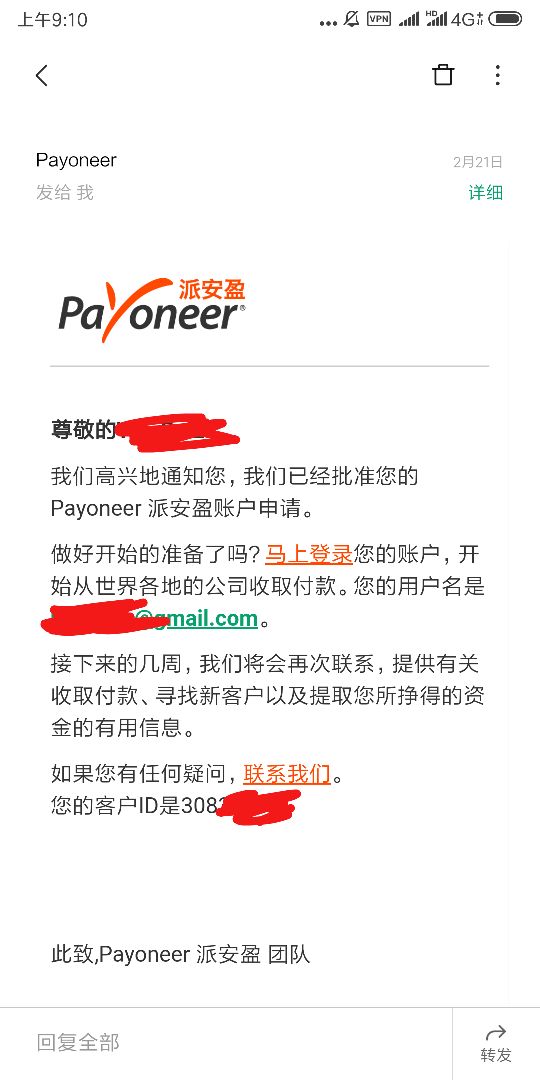 上午9:10
VPN
HD
4G
Payoneer
2月21日
发给 我
详细
派安盈
Payoneer®
尊敬的
我们高兴地通知您，我们已经批准您的
Payoneer 派安盈账户申请。
做好开始的准备了吗？马上登录您的账户，开
始从世界各地的公司收取付款。您的用户名是
@gmail.com。
接下来的几周，我们将会再次联系，提供有关
收取付款、寻找新客户以及提取您所挣得的资
金的有用信息。
如果您有任何疑问，联系我们。
您的客户ID是308
此致,Payoneer 派安盈 团队
回复全部
转发